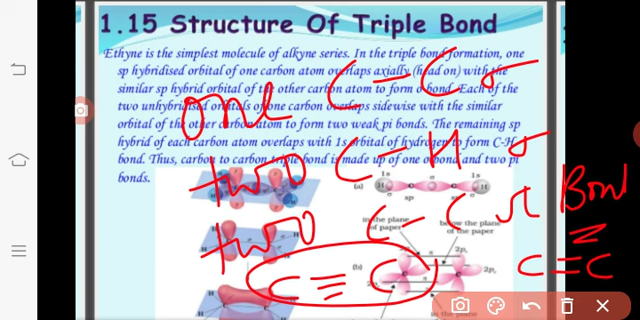 1.15 Structure Of Triple Bond
Ethyne is the simplest molecule of alkyne series. In the triple bond formation, one
sp hybridised orbital of one carbon atom overlaps axially (head on) with the
similar sp hybrid orbital of the other carbon atom to form σ bond. Each of the
two unhybridised orbitals of one carbon overlaps sidewise with the similar
orbital of the other carbon atom to form two weak pi bonds. The remaining sp
hybrid of each carbon atom overlaps with 1s orbital of hydrogen to form C-H
bond. Thus, carbon to carbon triple bond is made up of one σ bond and two pi
bonds.
one C-C σ
two C-H σ
two C-C π Bond
C≡C
C=C
(a) 1s 1s
H σ σ σ H
sp sp
in the plane
of paper
below the plane
of the paper
(b)
2pz
2py
in the plane